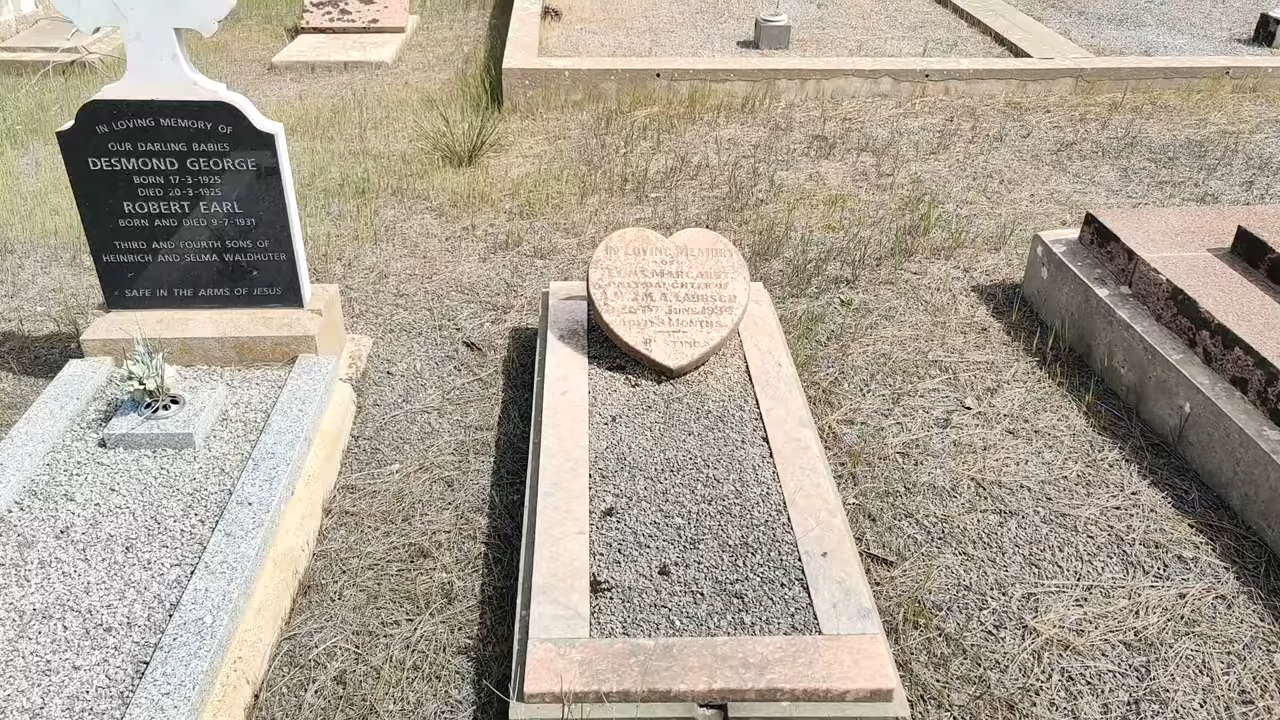 IN LOVING MEMORY OF
OUR DARLING BABIES
DESMOND GEORGE
BORN 17-3-1925
DIED 20-3-1925
ROBERT EARL
BORN AND DIED 9-7-1931
THIRD AND FOURTH SONS OF
HEINRICH AND SELMA WALDHUTER
SAFE IN THE ARMS OF JESUS
IN LOVING MEMORY
OF
MARGARET
DAUGHTER OF
M.A. LAUBSCH
JUNE
MONTHS.